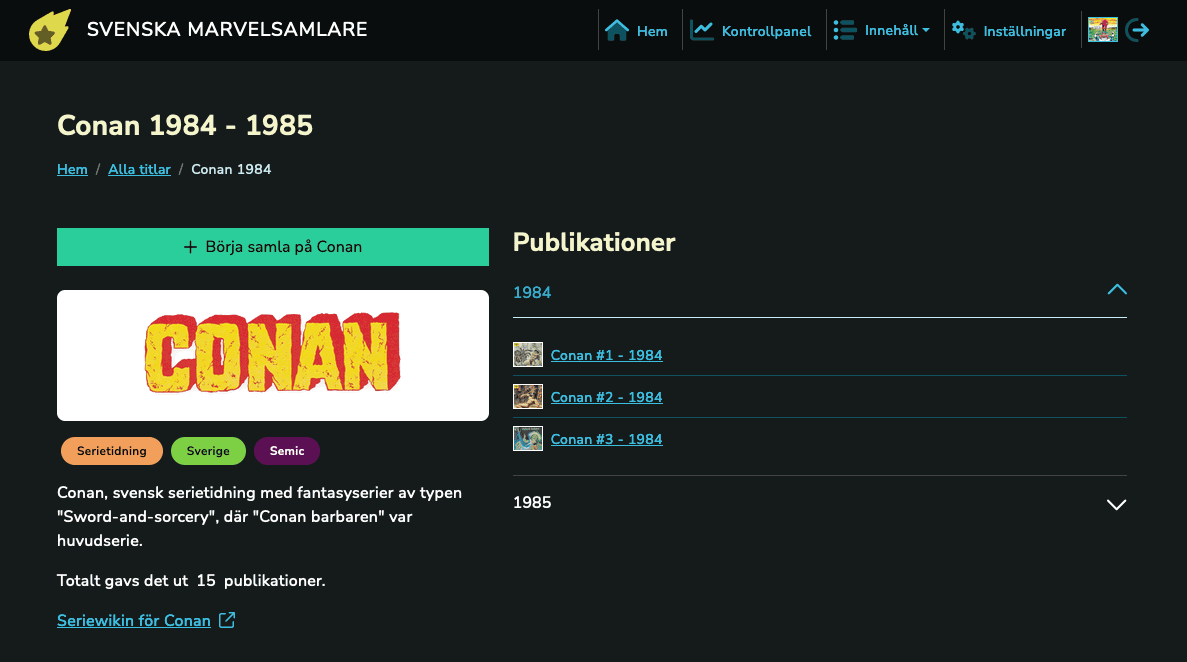 SVENSKA MARVELSAMLARE
Hem
Kontrollpanel
Innehåll
Inställningar
Conan 1984 - 1985
Hem / Alla titlar / Conan 1984
+ Börja samla på Conan
CONAN
Serietidning
Sverige
Semic
Conan, svensk serietidning med fantasyserier av typen
"Sword-and-sorcery", där "Conan barbaren" var
huvudserie.
Totalt gavs det ut 15 publikationer.
Seriewikin för Conan
Publikationer
1984
Conan #1 - 1984
Conan #2 - 1984
Conan #3 - 1984
1985